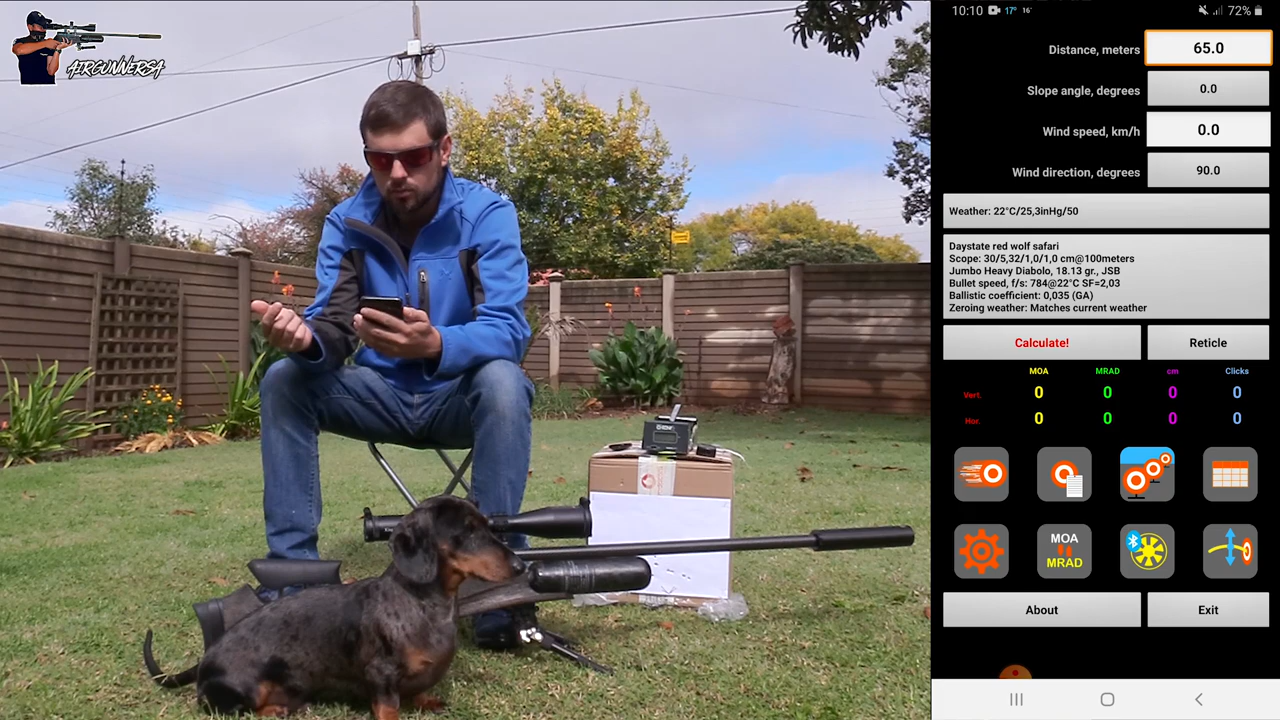 AIRGUNNERSA
10:10 17° 16° 72%
Distance, meters 65.0
Slope angle, degrees 0.0
Wind speed, km/h 0.0
Wind direction, degrees 90.0
Weather: 22°C/25,3inHg/50
Daystate red wolf safari
Scope: 30/5,32/1,0/1,0 cm@100meters
Jumbo Heavy Diabolo, 18.13 gr., JSB
Bullet speed, f/s: 784@22°C SF=2,03
Ballistic coefficient: 0,035 (GA)
Zeroing weather: Matches current weather
Calculate! Reticle
MOA MRAD cm Clicks
Vert. 0 0 0 0
Hor. 0 0 0 0
MOA
MRAD
About Exit